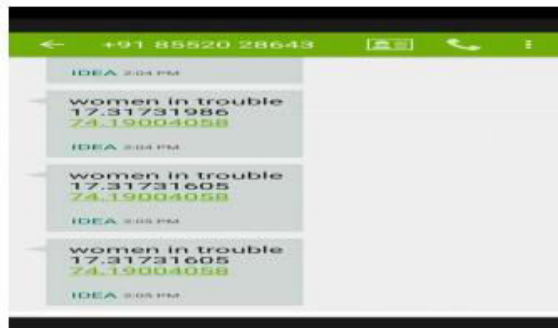 +91 85520 28643
IDEA 2:04 PM
women in trouble
17.31731986
74.19004058
IDEA 2:04 PM
women in trouble
17.31731605
74.19004058
IDEA 2:05 PM
women in trouble
17.31731605
74.19004058
IDEA 2:05 PM